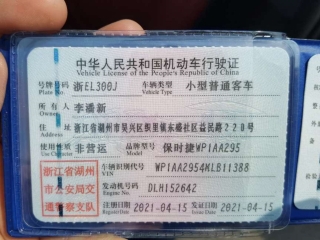 中华人民共和国机动车行驶证
Vehicle License of the People's Republic of China
号牌号码 浙EL300J 车辆类型 小型普通客车
Plate No. Vehicle Type
所有人 李潘新
Owner
住址 浙江省湖州市吴兴区织里镇东盛社区益民路22号
Address
使用性质 非营运 品牌型号 保时捷WP1AA295
Use Character Model
浙江省湖州市公安局交通警察支队
车辆识别代号 WP1AA2954MLB11388
VIN
发动机号码 DLH152642
Engine No.
注册日期 2021-04-15 发证日期 2021-04-15
Register Date Issue Date